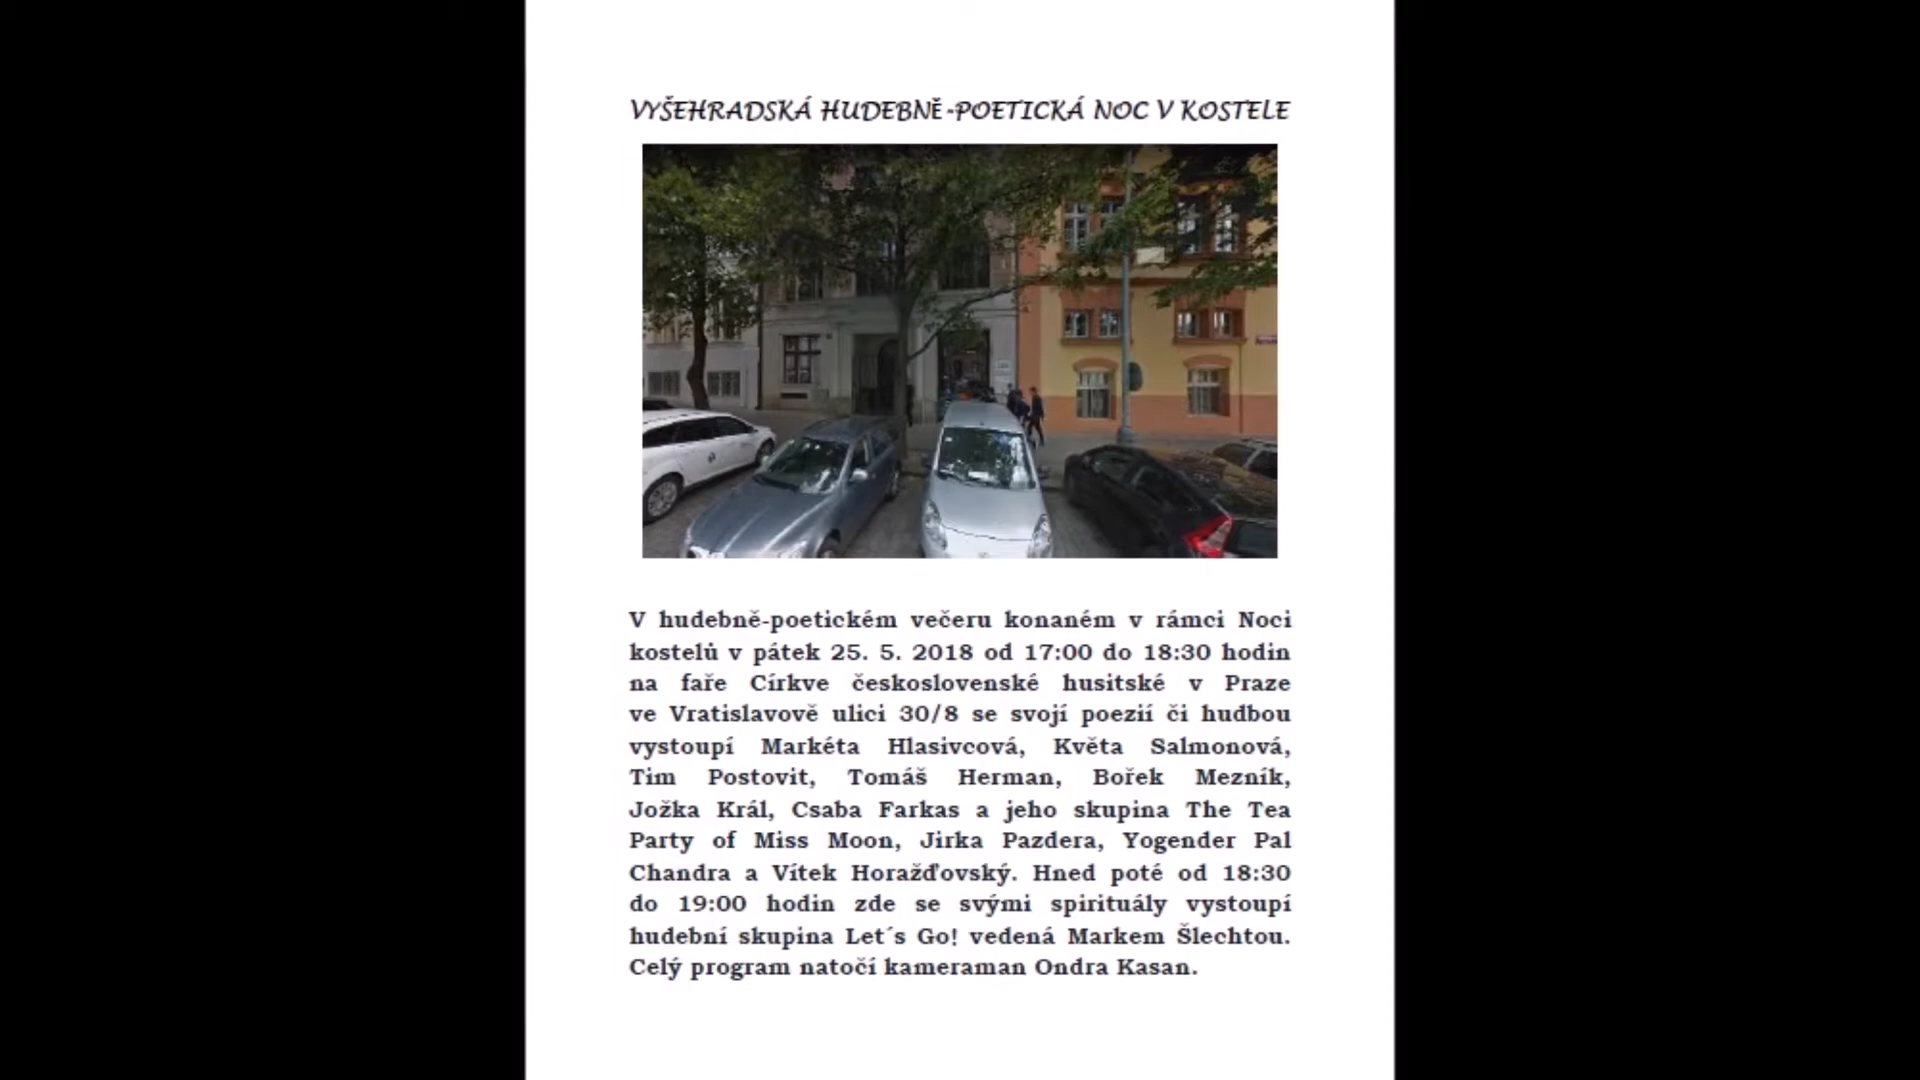 VYŠEHRADSKÁ HUDEBNĚ-POETICKÁ NOC V KOSTELE
V hudebně-poetickém večeru konaném v rámci Noci
kostelů v pátek 25. 5. 2018 od 17:00 do 18:30 hodin
na faře Církve československé husitské v Praze
ve Vratislavově ulici 30/8 se svojí poezií či hudbou
vystoupí Markéta Hlasivcová, Květa Salmonová,
Tim Postovit, Tomáš Herman, Bořek Mezník,
Jožka Král, Csaba Farkas a jeho skupina The Tea
Party of Miss Moon, Jirka Pazdera, Yogender Pal
Chandra a Vítek Horažďovský. Hned poté od 18:30
do 19:00 hodin zde se svými spirituály vystoupí
hudební skupina Let´s Go! vedená Markem Šlechtou.
Celý program natočí kameraman Ondra Kasan.